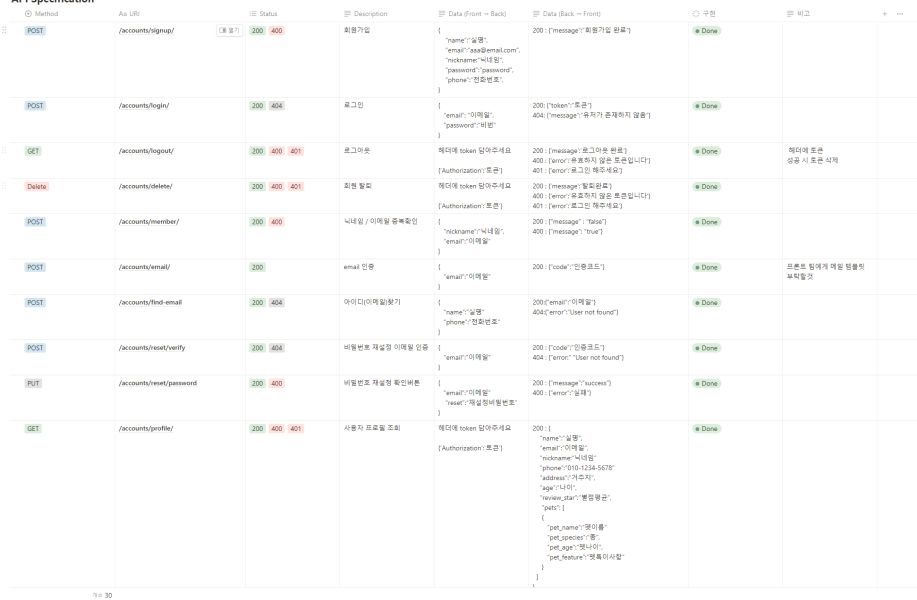 API Specification
Method Aa URI Status Description Data (Front → Back) Data (Back → Front) 구현 비고
POST /accounts/signup/ 열기 200 400 회원가입 { 200 : {"message":"회원가입 완료"} Done
"name":"실명",
"email":"aaa@email.com",
"nickname:"닉네임",
"password":"password",
"phone":"전화번호",
}
POST /accounts/login/ 200 404 로그인 { 200: {"token":"토큰"} Done
"email": "이메일", 404: {"message":"유저가 존재하지 않음"}
"password":"비번"
}
GET /accounts/logout/ 200 400 401 로그아웃 헤더에 token 담아주세요 200 : {"message":"로그아웃 완료"} Done 헤더에 토큰
400 : {'error':'유효하지 않은 토큰입니다'} 성공 시 토큰 삭제
{'Authorization':'토큰'} 401 : {'error':'로그인 해주세요'}
Delete /accounts/delete/ 200 400 401 회원 탈퇴 헤더에 token 담아주세요 200 : {"message":'탈퇴완료'} Done
400 : {'error':'유효하지 않은 토큰입니다'}
{'Authorization':'토큰'} 401 : {'error':'로그인 해주세요'}
POST /accounts/member/ 200 400 닉네임 / 이메일 중복확인 { 200 : {"message" : "false"} Done
"nickname":"닉네임", 400 : {"message": "true"}
"email":"이메일"
}
POST /accounts/email/ 200 email 인증 { 200 : {"code":"인증코드"} Done 프론트 팀에게 메일 템플릿
"email":"이메일" 부탁할것
}
POST /accounts/find-email 200 404 아이디(이메일)찾기 { 200:{"email":"이메일"} Done
"name":"실명" 404:{"error":"User not found"}
"phone":"전화번호"
}
POST /accounts/reset/verify 200 404 비밀번호 재설정 이메일 인증 { 200 : {"code":"인증코드"} Done
"email":"이메일" 404 : {"error:" "User not found"}
}
PUT /accounts/reset/password 200 400 비밀번호 재설정 확인버튼 { 200 : {"message":"success"} Done
"email":"이메일" 400 : {"error":"실패"}
"reset":"재설정비밀번호"
}
GET /accounts/profile/ 200 400 401 사용자 프로필 조회 헤더에 token 담아주세요 200 : { Done
"name":"실명",
{'Authorization':'토큰'} "email":"이메일",
"nickname:"닉네임"
"phone":"010-1234-5678"
"address":"거주지",
"age":"나이",
"review_star":"별점평균",
"pets": [
{
"pet_name":"펫이름"
"pet_species":"종",
"pet_age":"펫나이",
"pet_feature":"펫특이사항"
}
]
}
개수 30